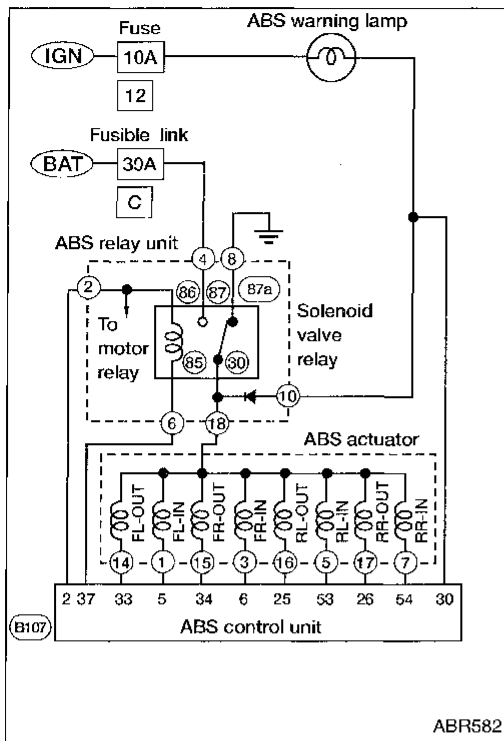 Fuse
ABS warning lamp
IGN 10A
12
Fusible link
BAT 30A
C
ABS relay unit
4 8
2 86 87 87a
To motor relay
Solenoid valve relay
85 30
10
6 18
ABS actuator
FL-OUT FL-IN FR-OUT FR-IN RL-OUT RL-IN RR-OUT RR-IN
14 1 15 3 16 5 17 7
2 37 33 5 34 6 25 53 26 54 30
B107 ABS control unit
ABR582